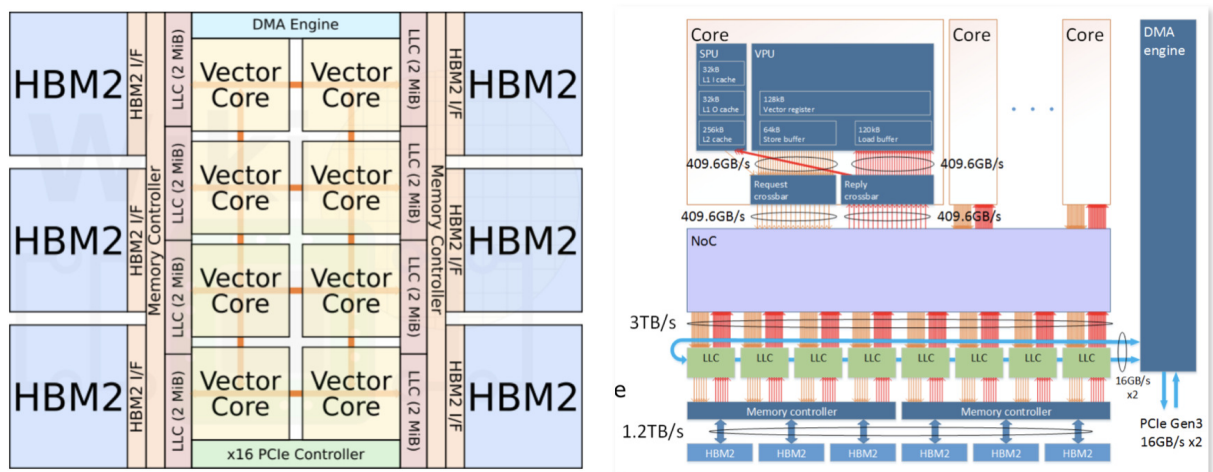 DMA Engine
HBM2
HBM2 I/F
LLC (2 MiB)
Vector
Core
Vector
Core
LLC (2 MiB)
HBM2 I/F
HBM2
LLC (2 MiB)
Vector
Core
Vector
Core
LLC (2 MiB)
HBM2
HBM2 I/F
Memory Controller
Memory Controller
HBM2 I/F
HBM2
LLC (2 MiB)
Vector
Core
Vector
Core
LLC (2 MiB)
HBM2
HBM2 I/F
LLC (2 MiB)
Vector
Core
Vector
Core
LLC (2 MiB)
HBM2 I/F
HBM2
x16 PCIe Controller
Core
Core
Core
DMA
engine
SPU
VPU
32kB
L1 I cache
32kB
L1 O cache
256kB
L2 cache
128kB
Vector register
64kB
Store buffer
120kB
Load buffer
409.6GB/s
409.6GB/s
Request
crossbar
Reply
crossbar
409.6GB/s
409.6GB/s
NoC
3TB/s
LLC
LLC
LLC
LLC
LLC
LLC
LLC
LLC
16GB/s
x2
e
Memory controller
Memory controller
1.2TB/s
PCIe Gen3
16GB/s x2
HBM2
HBM2
HBM2
HBM2
HBM2
HBM2